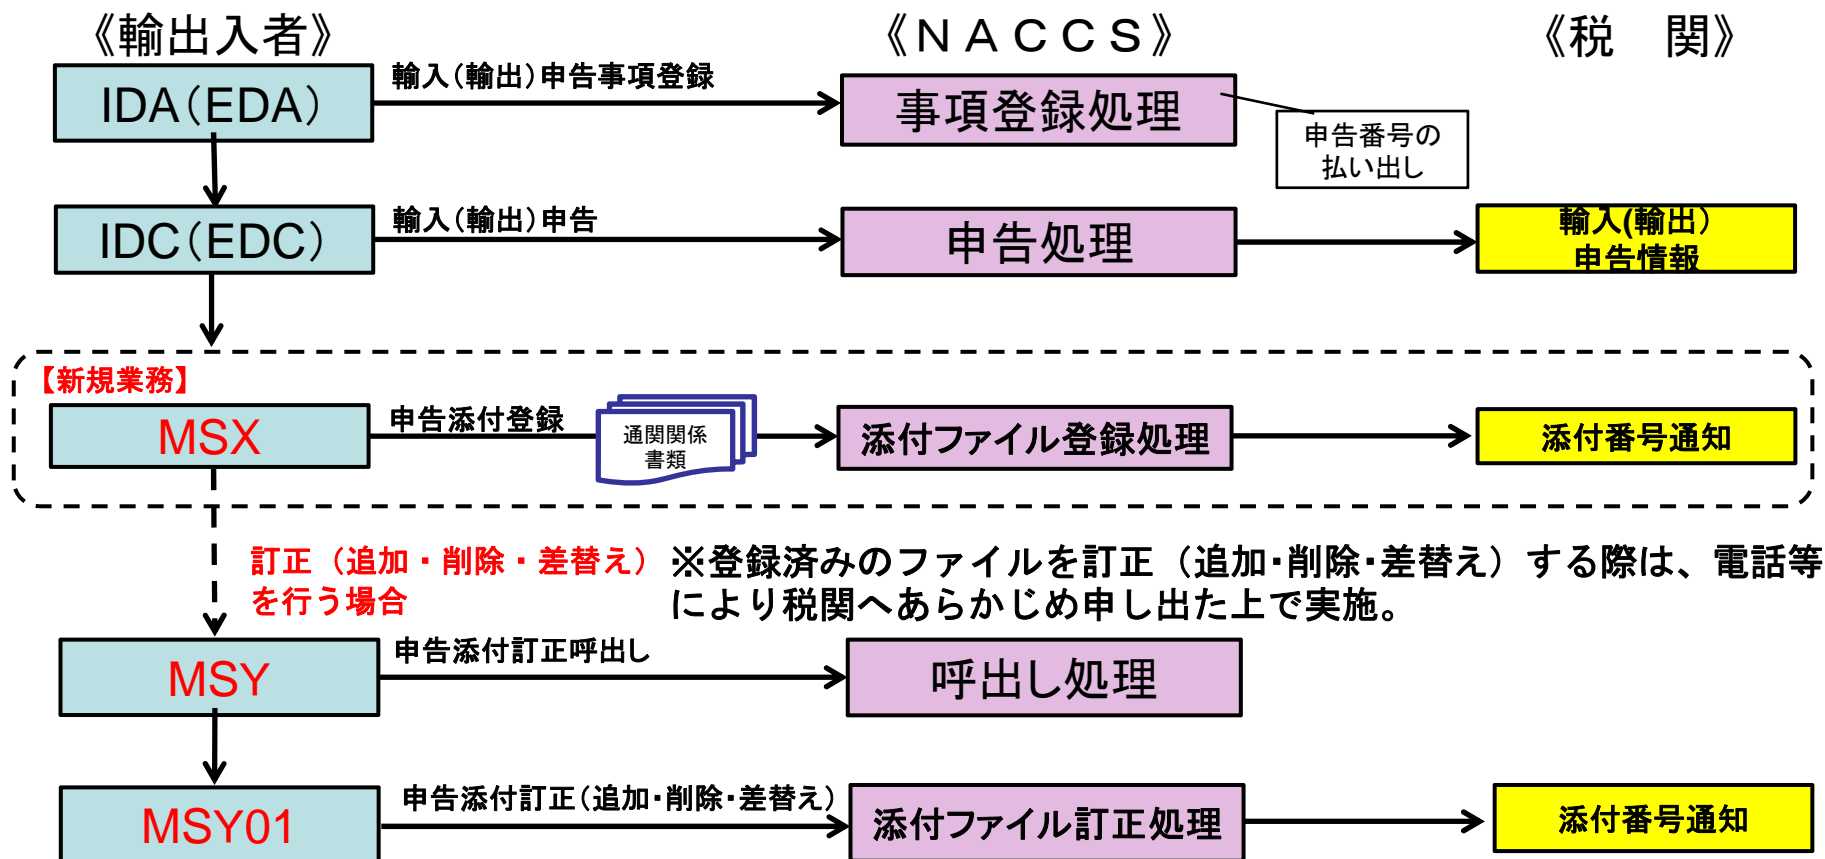 《輸出入者》
《ＮＡＣＣＳ》
《税　関》
IDA（EDA）
輸入（輸出）申告事項登録
事項登録処理
申告番号の
払い出し
IDC（EDC）
輸入（輸出）申告
申告処理
輸入(輸出）
申告情報
【新規業務】
MSX
申告添付登録
通関関係
書類
添付ファイル登録処理
添付番号通知
訂正（追加・削除・差替え）
を行う場合
※登録済みのファイルを訂正（追加・削除・差替え）する際は、電話等
により税関へあらかじめ申し出た上で実施。
MSY
申告添付訂正呼出し
呼出し処理
MSY01
申告添付訂正（追加・削除・差替え）
添付ファイル訂正処理
添付番号通知